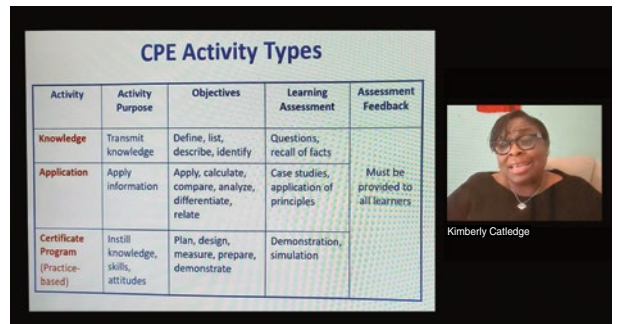 CPE Activity Types
Activity
Activity
Purpose
Objectives
Learning
Assessment
Assessment
Feedback
Knowledge
Transmit
knowledge
Define, list,
describe, identify
Questions,
recall of facts
Application
Apply
information
Apply, calculate,
compare, analyze,
differentiate,
relate
Case studies,
application of
principles
Must be
provided to
all learners
Certificate
Program
(Practice-
based)
Instill
knowledge,
skills,
attitudes
Plan, design,
measure, prepare,
demonstrate
Demonstration,
simulation
Kimberly Catledge